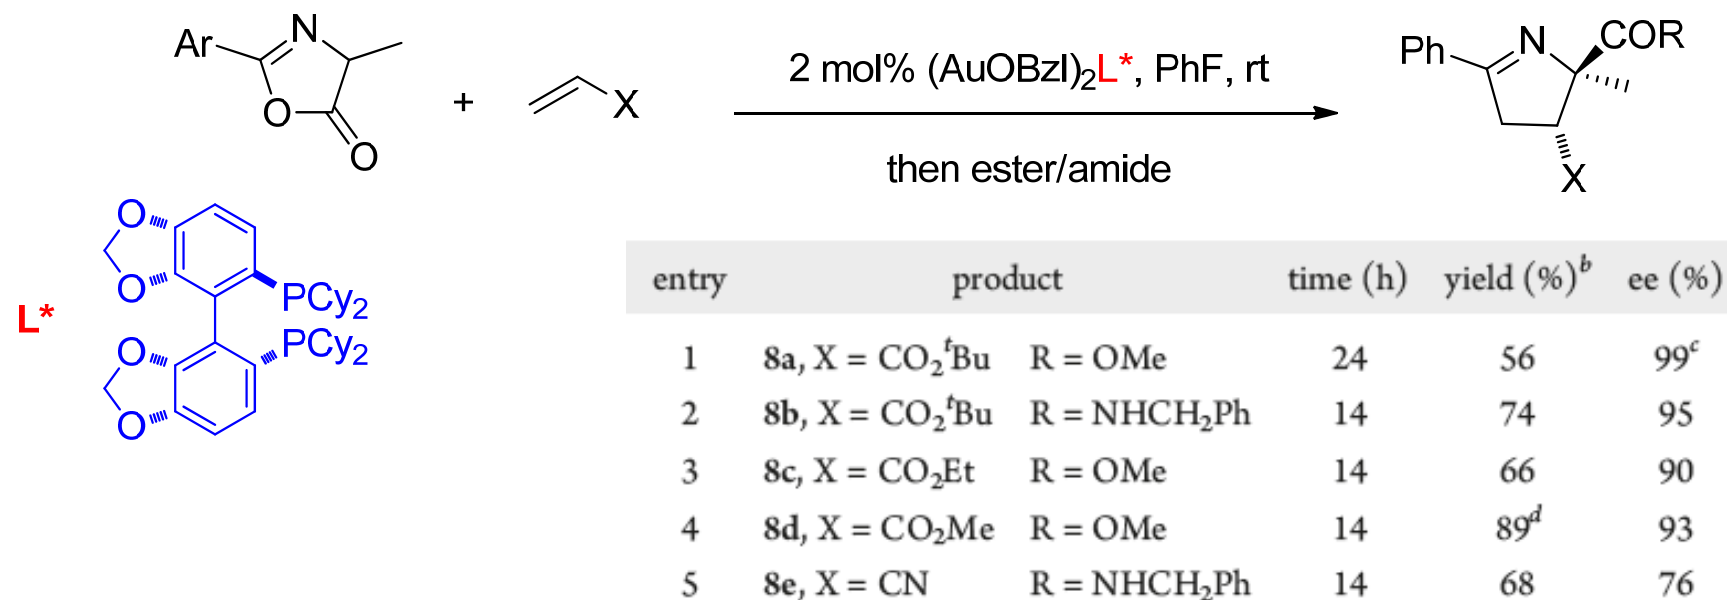 Ar N O O
+
X
2 mol% (AuOBzl)₂L*, PhF, rt
then ester/amide
Ph N COR X
L*
O O PCy₂
O O PCy₂
entry product time (h) yield (%)ᵇ ee (%)
1 8a, X = CO₂ᵗBu R = OMe 24 56 99ᶜ
2 8b, X = CO₂ᵗBu R = NHCH₂Ph 14 74 95
3 8c, X = CO₂Et R = OMe 14 66 90
4 8d, X = CO₂Me R = OMe 14 89ᵈ 93
5 8e, X = CN R = NHCH₂Ph 14 68 76